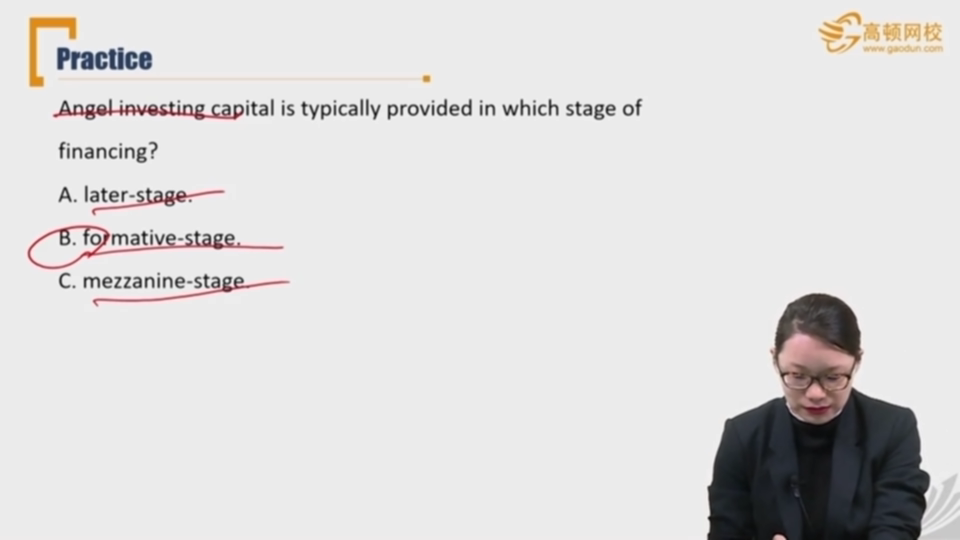 Practice
高顿网校
www.gaodun.com
Angel investing capital is typically provided in which stage of
financing?
A. later-stage.
B. formative-stage.
C. mezzanine-stage.